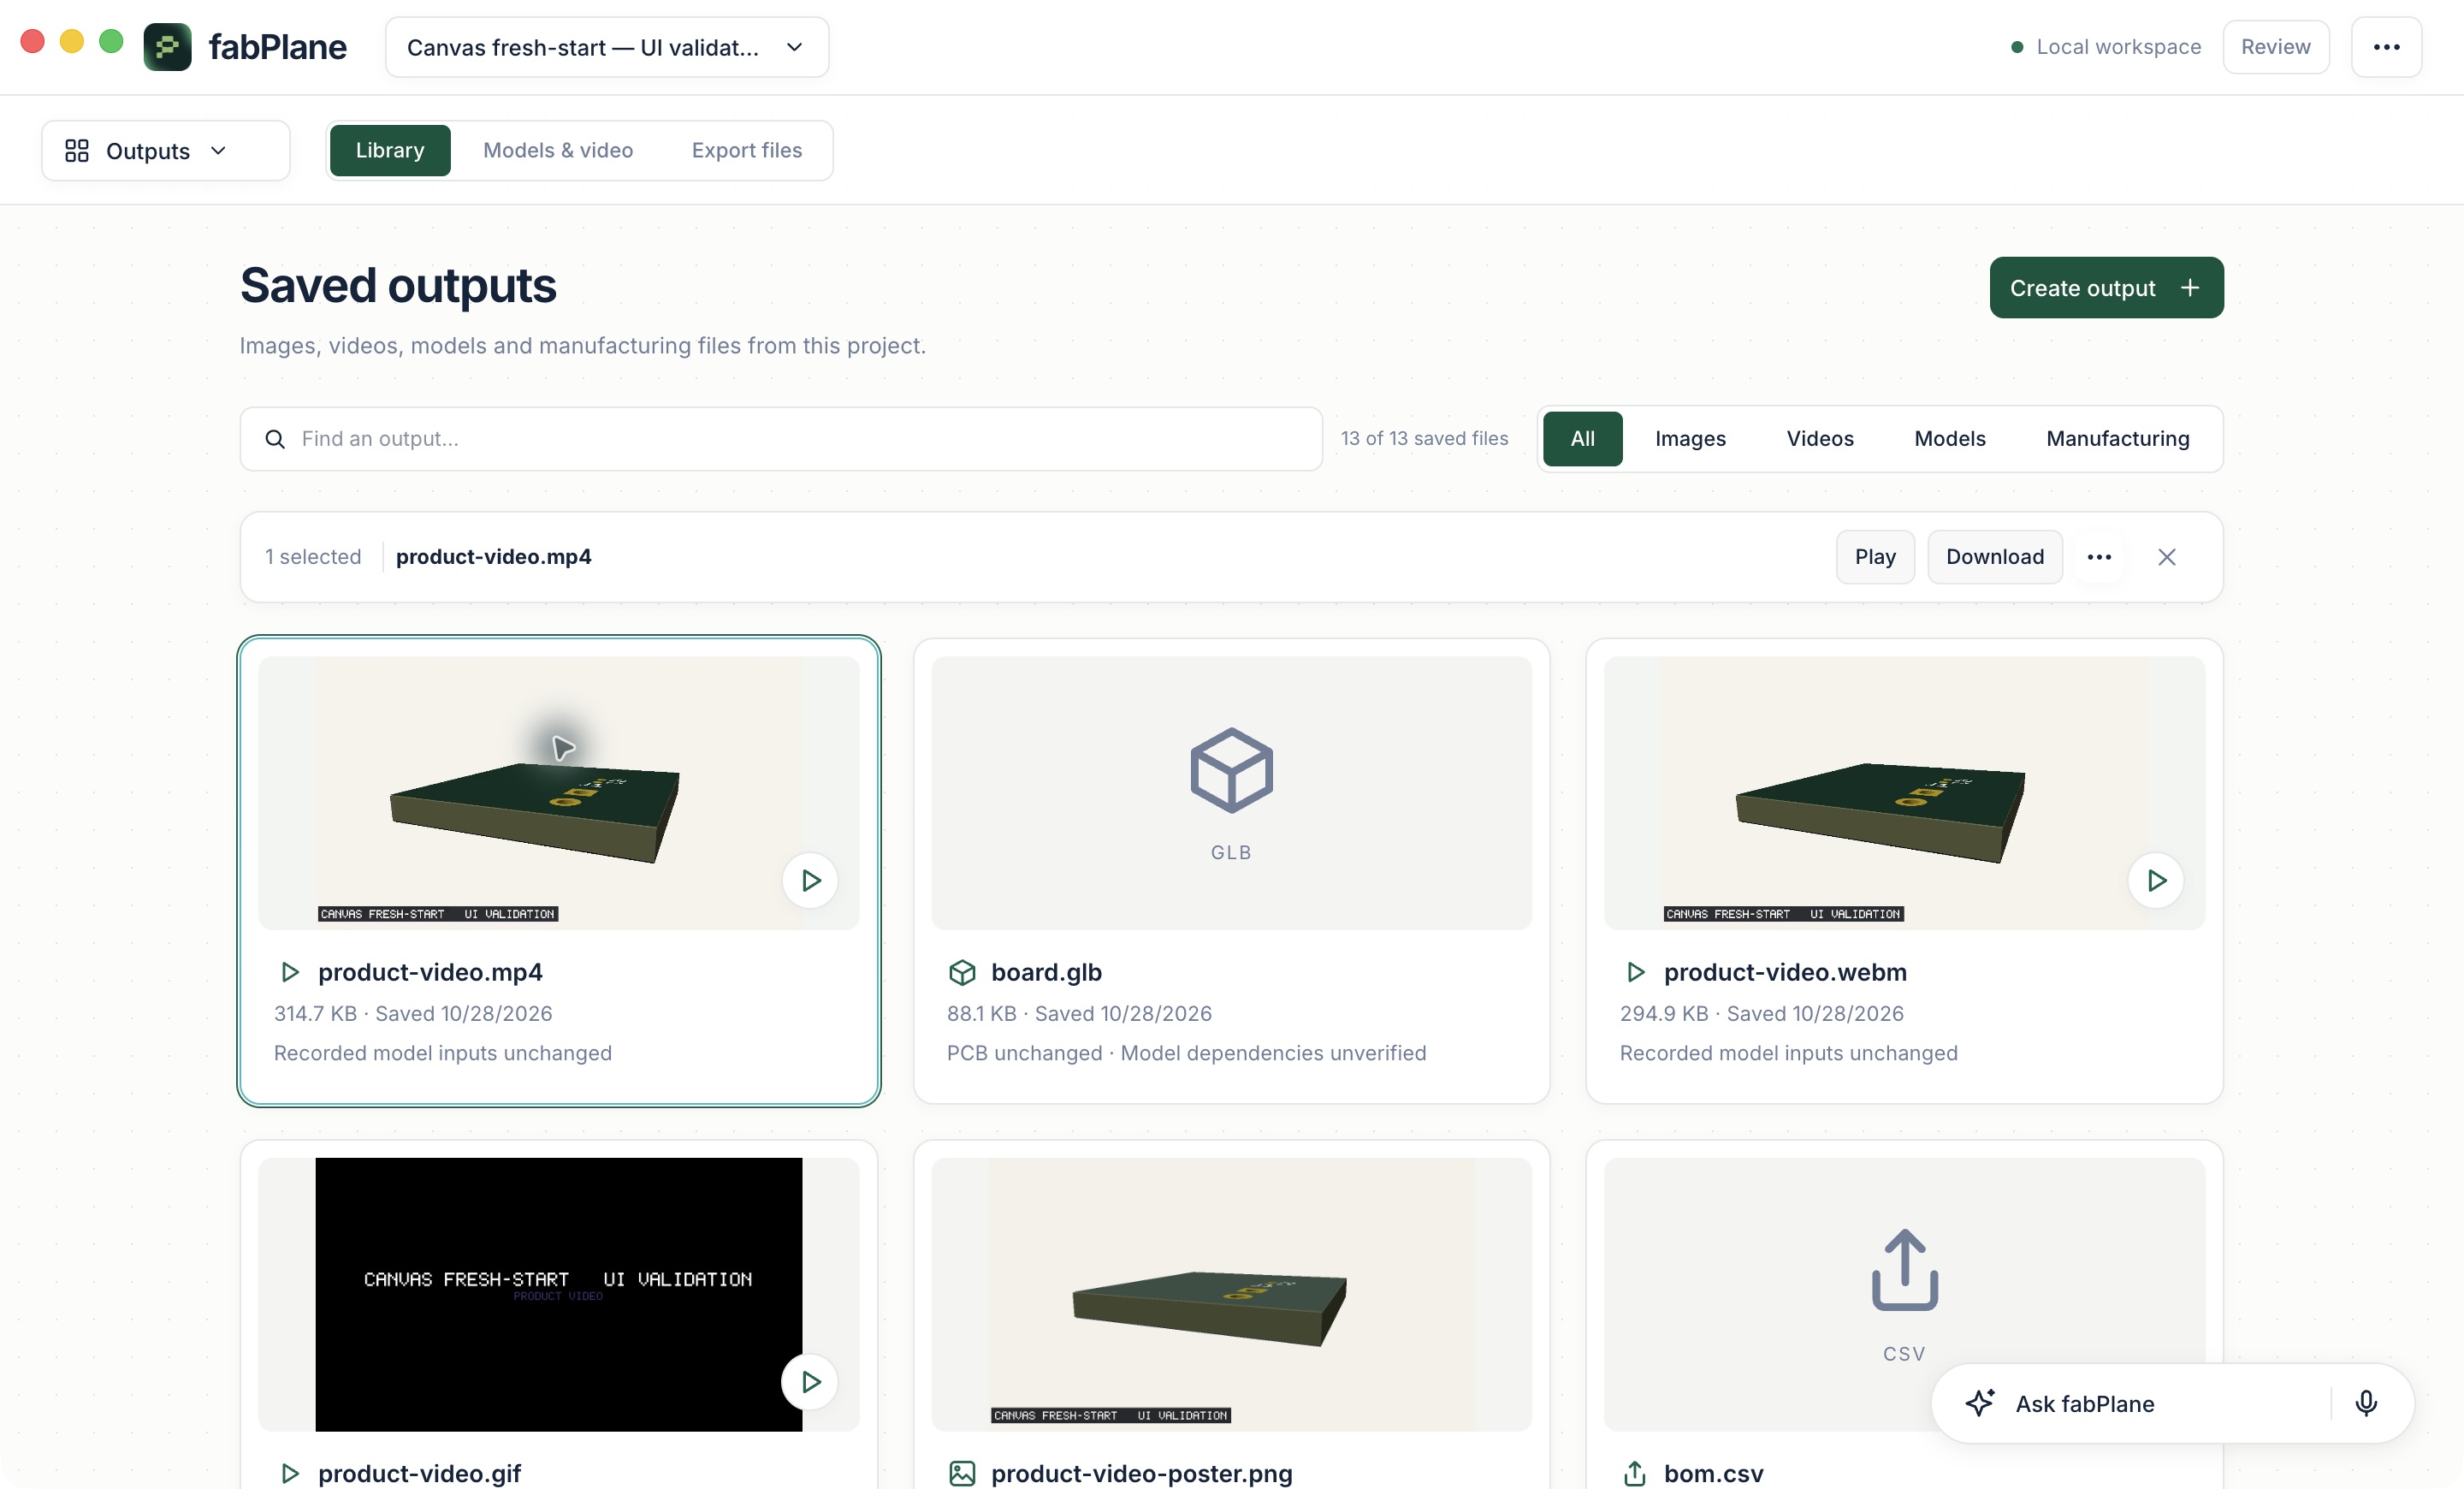 fabPlane
Canvas fresh-start — UI validat...
Local workspace
Review
Outputs
Library
Models & video
Export files
Saved outputs
Create output
Images, videos, models and manufacturing files from this project.
Find an output...
13 of 13 saved files
All
Images
Videos
Models
Manufacturing
1 selected
product-video.mp4
Play
Download
CANVAS FRESH-START UI VALIDATION
product-video.mp4
314.7 KB · Saved 10/28/2026
Recorded model inputs unchanged
GLB
board.glb
88.1 KB · Saved 10/28/2026
PCB unchanged · Model dependencies unverified
CANVAS FRESH-START UI VALIDATION
product-video.webm
294.9 KB · Saved 10/28/2026
Recorded model inputs unchanged
CANVAS FRESH-START UI VALIDATION
PRODUCT VIDEO
product-video.gif
CANVAS FRESH-START UI VALIDATION
product-video-poster.png
CSV
bom.csv
Ask fabPlane